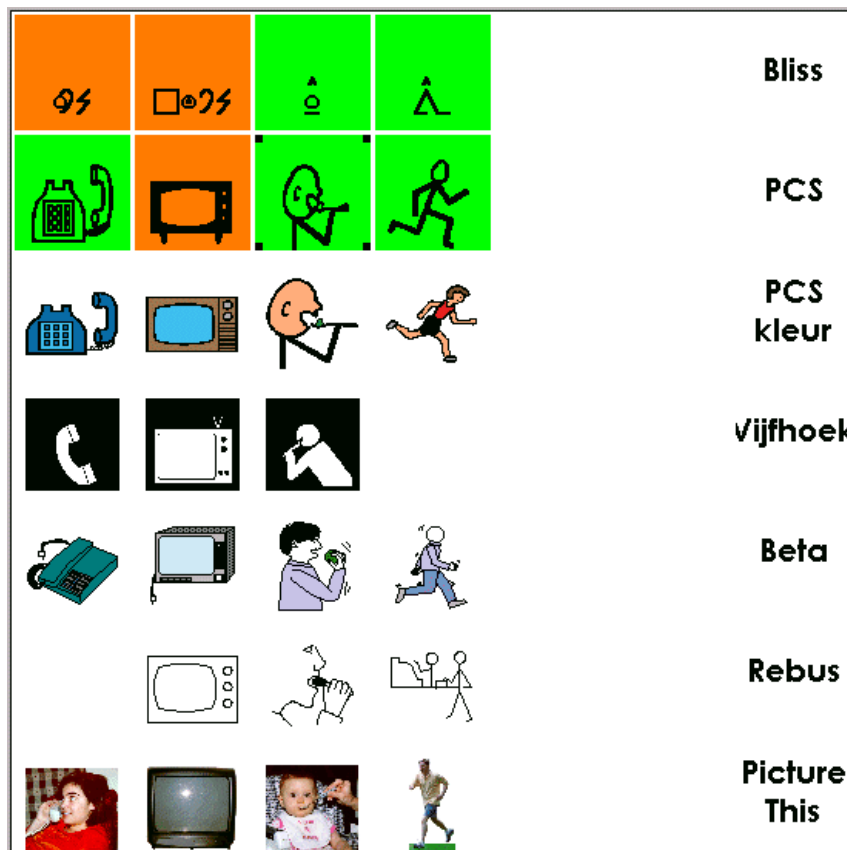 Bliss
PCS
PCS
kleur
Vijfhoek
Beta
Rebus
Picture
This